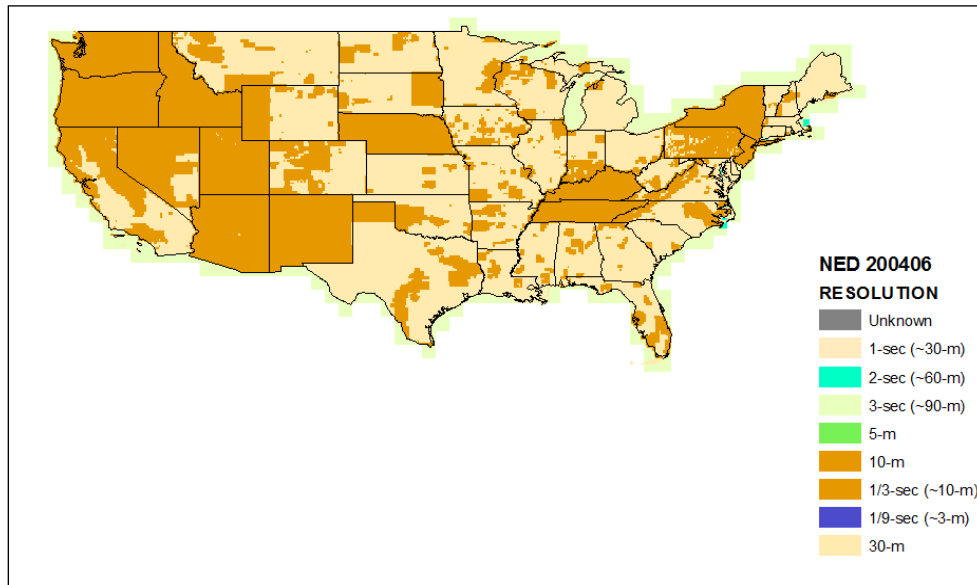 NED 200406
RESOLUTION
Unknown
1-sec (~30-m)
2-sec (~60-m)
3-sec (~90-m)
5-m
10-m
1/3-sec (~10-m)
1/9-sec (~3-m)
30-m